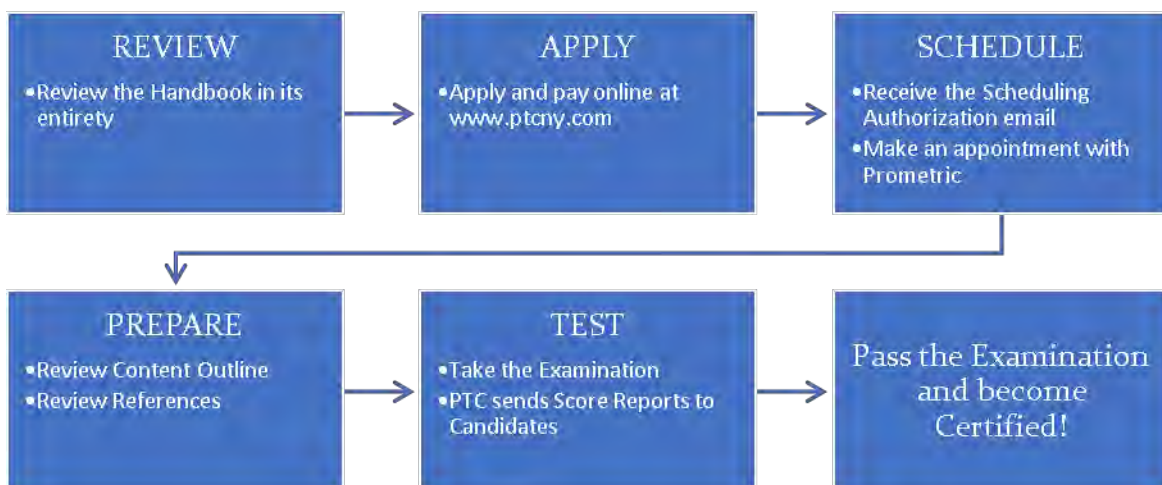 REVIEW
•Review the Handbook in its
entirety
APPLY
•Apply and pay online at
www.ptcny.com
SCHEDULE
•Receive the Scheduling
Authorization email
•Make an appointment with
Prometric
PREPARE
•Review Content Outline
•Review References
TEST
•Take the Examination
•PTC sends Score Reports to
Candidates
Pass the Examination
and become
Certified!